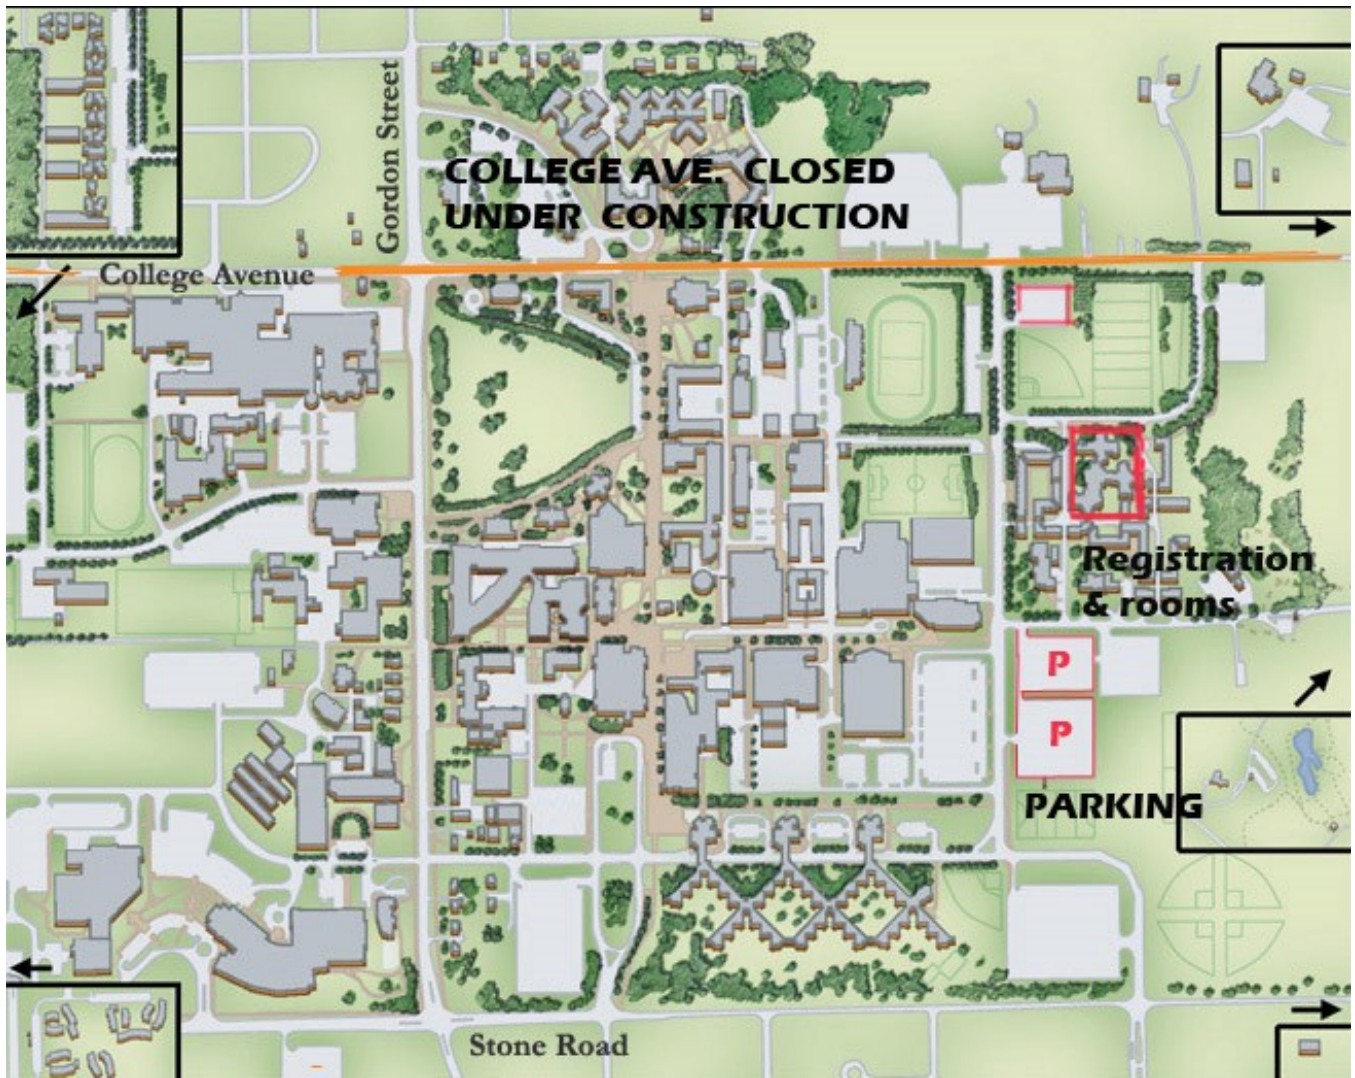 Gordon Street
COLLEGE AVE. CLOSED
UNDER CONSTRUCTION
College Avenue
Registration
& rooms
P
P
PARKING
Stone Road